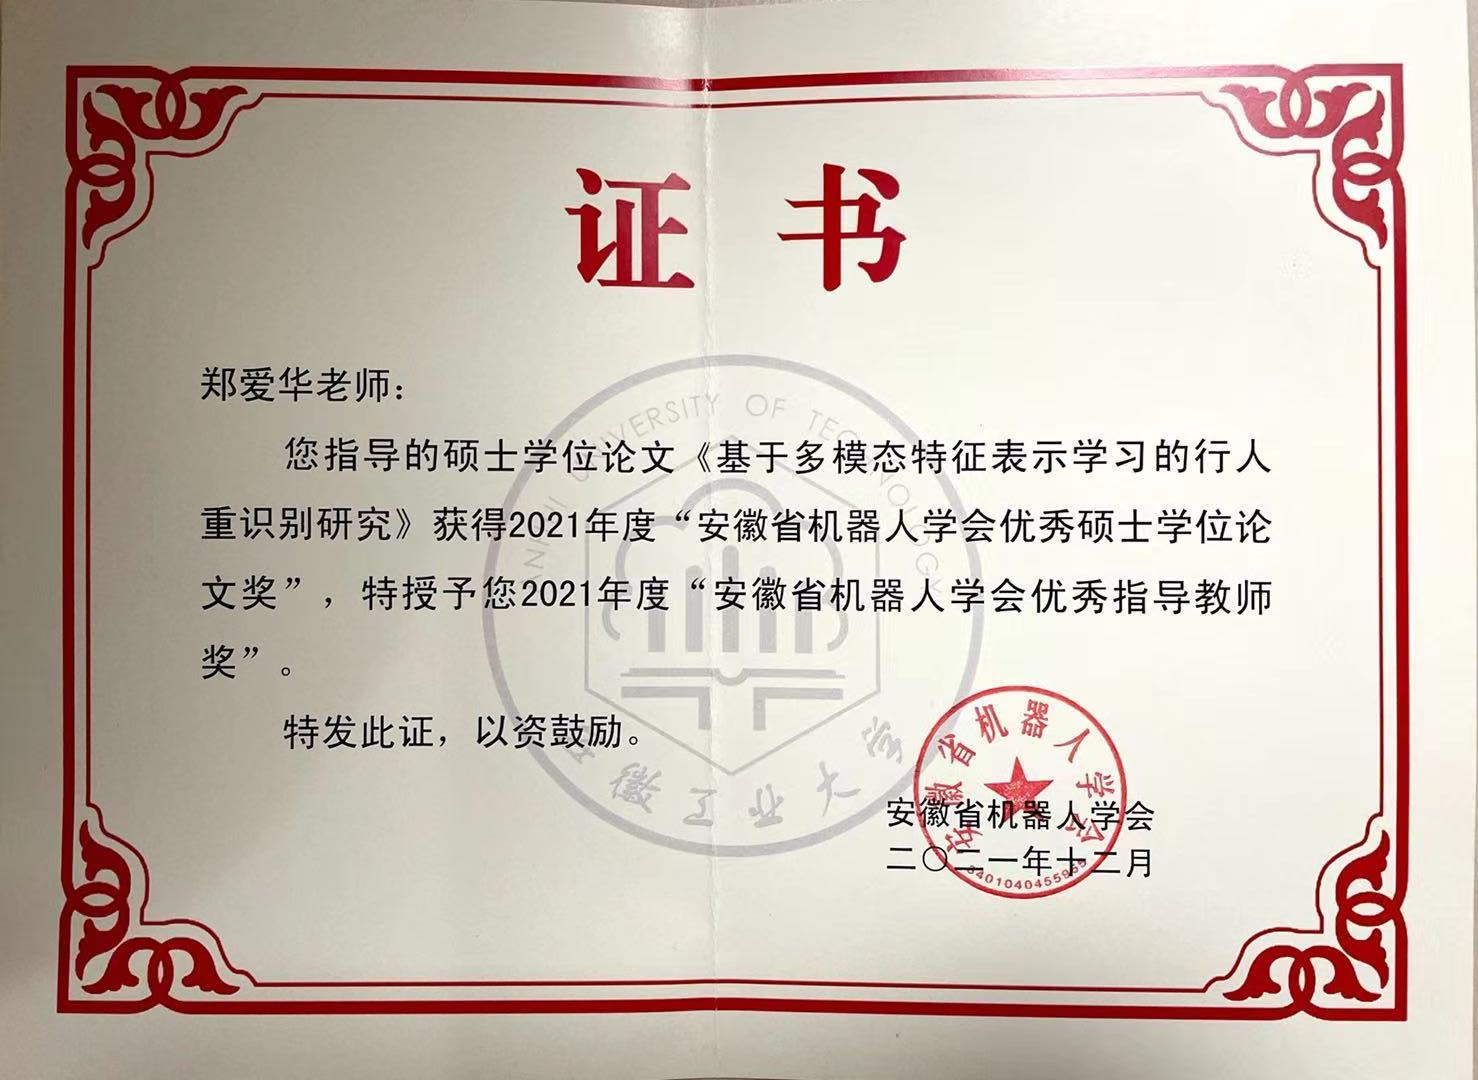 证书
郑爱华老师：
您指导的硕士学位论文《基于多模态特征表示学习的行人
重识别研究》获得2021年度“安徽省机器人学会优秀硕士学位论
文奖”，特授予您2021年度“安徽省机器人学会优秀指导教师
奖”。
特发此证，以资鼓励。
ANHUI UNIVERSITY OF TECHNOLOGY
安徽工业大学
安徽省机器人学会
安徽省机器人学会
二〇二一年十二月